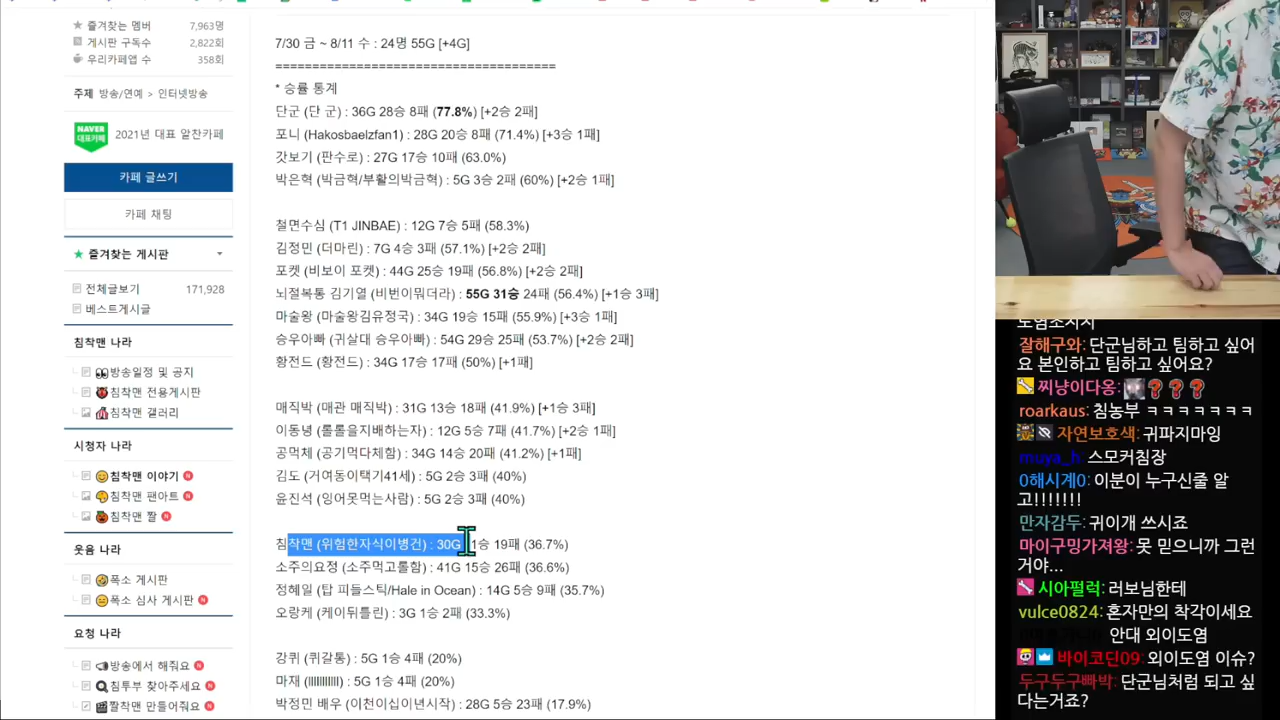 즐겨찾는 멤버 7,963명
게시판 구독수 2,822회
우리카페앱 수 358회
주제 방송/연예 > 인터넷방송
NAVER
대표카페
2021년 대표 알찬카페
카페 글쓰기
카페 채팅
즐겨찾는 게시판
전체글보기 171,928
베스트게시글
침착맨 나라
방송일정 및 공지
침착맨 전용게시판
침착맨 갤러리
시청자 나라
침착맨 이야기
침착맨 팬아트
침착맨 짤
웃음 나라
폭소 게시판
폭소 심사 게시판
요청 나라
방송에서 해줘요
침투부 찾아주세요
짤착맨 만들어줘요
7/30 금 ~ 8/11 수 : 24명 55G [+4G]
======================================
* 승률 통계
단군 (단 군) : 36G 28승 8패 (77.8%) [+2승 2패]
포니 (Hakosbaelzfan1) : 28G 20승 8패 (71.4%) [+3승 1패]
갓보기 (판수로) : 27G 17승 10패 (63.0%)
박은혁 (박금혁/부활의박금혁) : 5G 3승 2패 (60%) [+2승 1패]
철면수심 (T1 JINBAE) : 12G 7승 5패 (58.3%)
김정민 (더마린) : 7G 4승 3패 (57.1%) [+2승 2패]
포켓 (비보이 포켓) : 44G 25승 19패 (56.8%) [+2승 2패]
뇌절복통 김기열 (비번이뭐더라) : 55G 31승 24패 (56.4%) [+1승 3패]
마술왕 (마술왕김유정국) : 34G 19승 15패 (55.9%) [+3승 1패]
승우아빠 (귀살대 승우아빠) : 54G 29승 25패 (53.7%) [+2승 2패]
황전드 (황전드) : 34G 17승 17패 (50%) [+1패]
매직박 (매관 매직박) : 31G 13승 18패 (41.9%) [+1승 3패]
이동녕 (롤롤을지배하는자) : 12G 5승 7패 (41.7%) [+2승 1패]
공먹체 (공기먹다체함) : 34G 14승 20패 (41.2%) [+1패]
김도 (거여동이택기41세) : 5G 2승 3패 (40%)
윤진석 (잉어못먹는사람) : 5G 2승 3패 (40%)
침착맨 (위험한자식이병건) : 30G 1승 19패 (36.7%)
소주의요정 (소주먹고롤함) : 41G 15승 26패 (36.6%)
정혜일 (탑 피들스틱/Hale in Ocean) : 14G 5승 9패 (35.7%)
오랑케 (케이뒤틀린) : 3G 1승 2패 (33.3%)
강퀴 (퀴갈통) : 5G 1승 4패 (20%)
마재 (llllllllllll) : 5G 1승 4패 (20%)
박정민 배우 (이천이십이년시작) : 28G 5승 23패 (17.9%)
도염조지지
잘해구와: 단군님하고 팀하고 싶어
요 본인하고 팀하고 싶어요?
찌냥이다옹: ???
roarkaus: 침농부 ㅋㅋㅋㅋㅋㅋㅋ
자연보호색: 귀파지마잉
muya_h: 스모커침장
0해시계0: 이분이 누구신줄 알
고!!!!!!!
만자감두: 귀이개 쓰시죠
마이구밍가져왕: 못 믿으니까 그런
거야...
시아펄럭: 러보님한테
vulce0824: 혼자만의 착각이세요
안대 외이도염
바이코딘09: 외이도염 이슈?
두구두구빠박: 단군님처럼 되고 싶
다는거죠?